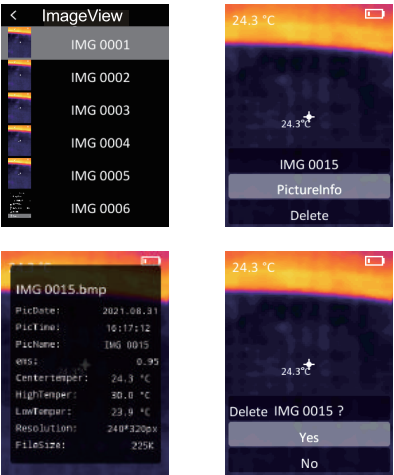 < ImageView
IMG 0001
IMG 0002
IMG 0003
IMG 0004
IMG 0005
IMG 0006
24.3 °C
24.3°C
IMG 0015
PictureInfo
Delete
IMG 0015.bmp
PicDate: 2021.08.31
PicTime: 16:17:12
PicName: IMG 0015
ems: 0.95
Centertemper: 24.3 °C
HighTemper: 30.0 °C
LowTemper: 23.9 °C
Resolution: 240*320px
FileSize: 225K
24.3 °C
24.3°C
Delete IMG 0015 ?
Yes
No